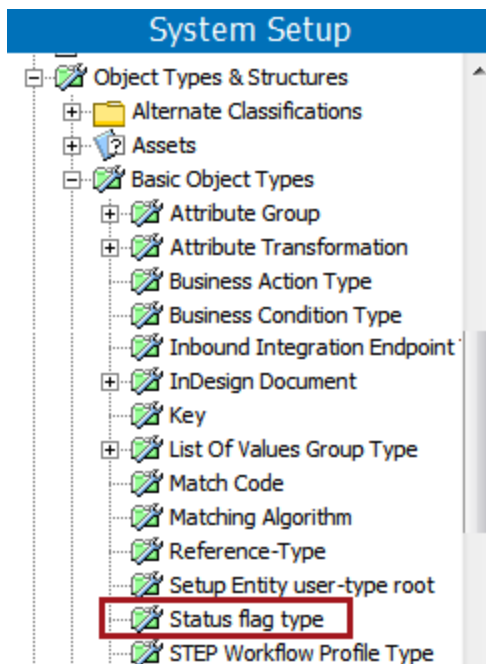 System Setup
Object Types & Structures
Alternate Classifications
Assets
Basic Object Types
Attribute Group
Attribute Transformation
Business Action Type
Business Condition Type
Inbound Integration Endpoint
InDesign Document
Key
List Of Values Group Type
Match Code
Matching Algorithm
Reference-Type
Setup Entity user-type root
Status flag type
STEP Workflow Profile Type